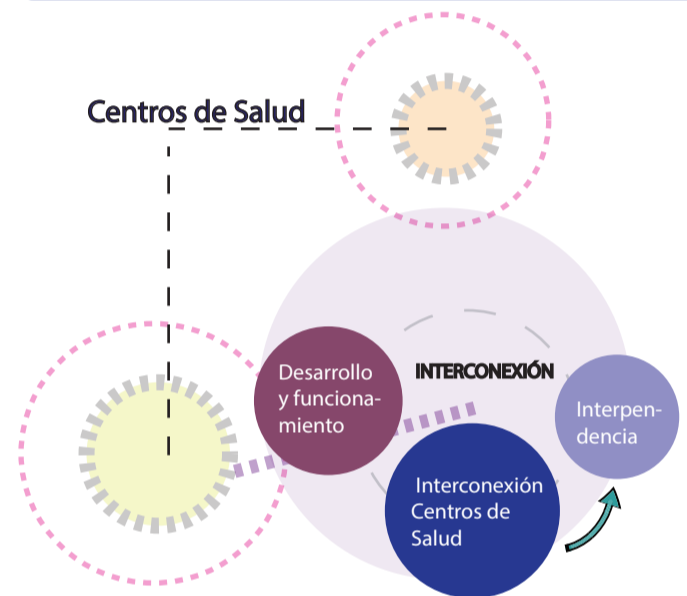 Centros de Salud
INTERCONEXIÓN
Desarrollo
y funciona-
miento
Interpen-
dencia
Interconexión
Centros de
Salud